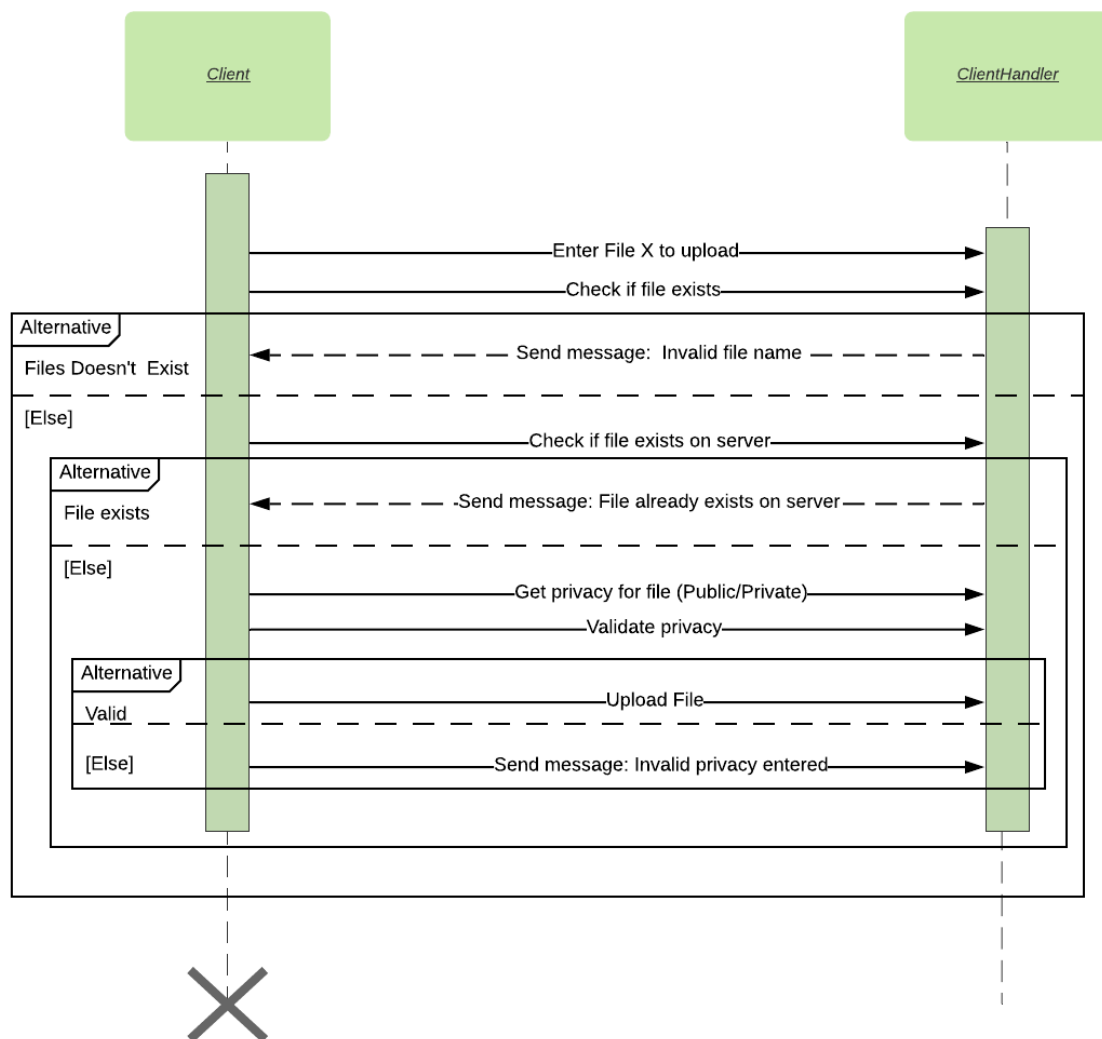 Client
ClientHandler
Enter File X to upload
Check if file exists
Alternative
Send message:  Invalid file name
Files Doesn't  Exist
[Else]
Check if file exists on server
Alternative
Send message: File already exists on server
File exists
[Else]
Get privacy for file (Public/Private)
Validate privacy
Alternative
Upload File
Valid
[Else]
Send message: Invalid privacy entered